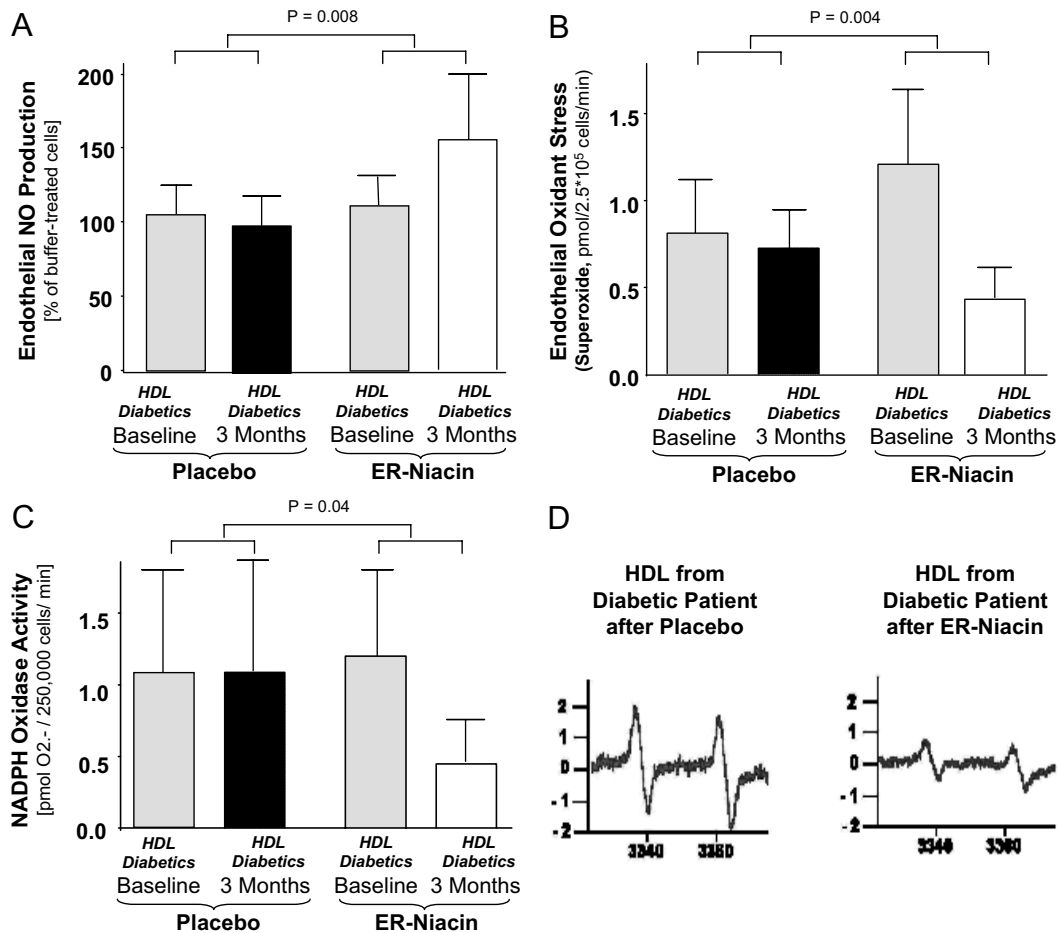 A
P = 0.008
Endothelial NO Production
[% of buffer-treated cells]
200
150
100
50
0
HDL HDL HDL HDL
Diabetics Diabetics Diabetics Diabetics
Baseline 3 Months Baseline 3 Months
Placebo ER-Niacin
B
P = 0.004
Endothelial Oxidant Stress
(Superoxide, pmol/2.5*10⁵ cells/min)
1.5
1.0
0.5
0.0
HDL HDL HDL HDL
Diabetics Diabetics Diabetics Diabetics
Baseline 3 Months Baseline 3 Months
Placebo ER-Niacin
C
P = 0.04
NADPH Oxidase Activity
[pmol O2.- / 250,000 cells/ min]
1.5
1.0
0.5
0.0
HDL HDL HDL HDL
Diabetics Diabetics Diabetics Diabetics
Baseline 3 Months Baseline 3 Months
Placebo ER-Niacin
D
HDL from
Diabetic Patient
after Placebo
2
1
0
- 1
-2
3340
HDL from
Diabetic Patient
after ER-Niacin
2
1
0
- 1
-2